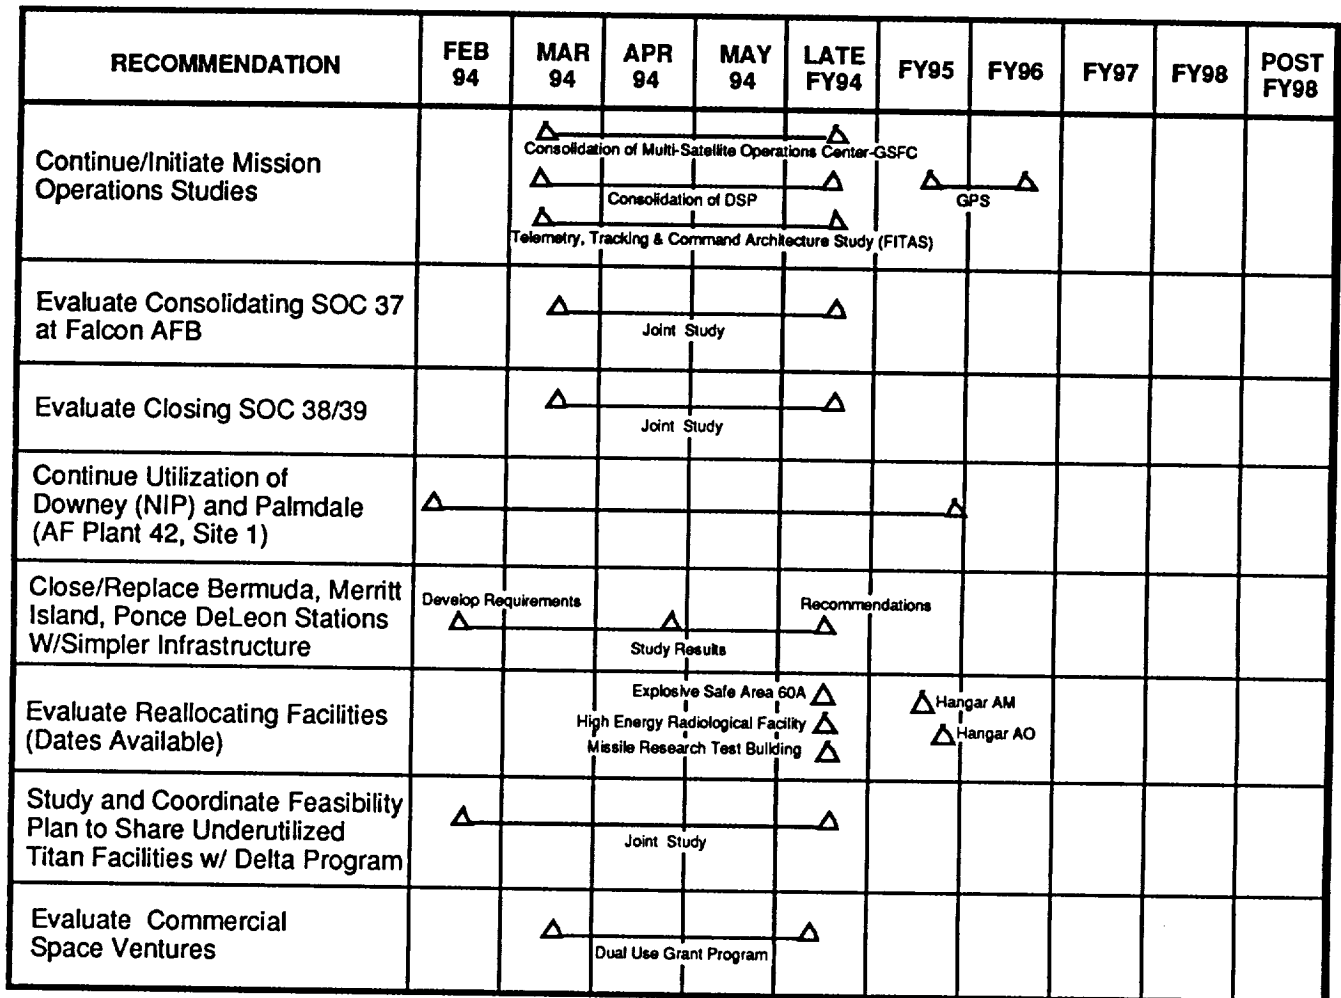 RECOMMENDATION
FEB
94
MAR
94
APR
94
MAY
94
LATE
FY94
FY95
FY96
FY97
FY98
POST
FY98
Continue/Initiate Mission
Operations Studies
Consolidation of Multi-Satellite Operations Center-GSFC
Consolidation of DSP
GPS
Telemetry, Tracking & Command Architecture Study (FITAS)
Evaluate Consolidating SOC 37
at Falcon AFB
Joint Study
Evaluate Closing SOC 38/39
Joint Study
Continue Utilization of
Downey (NIP) and Palmdale
(AF Plant 42, Site 1)
Close/Replace Bermuda, Merritt
Island, Ponce DeLeon Stations
W/Simpler Infrastructure
Develop Requirements
Recommendations
Study Results
Evaluate Reallocating Facilities
(Dates Available)
Explosive Safe Area 60A
High Energy Radiological Facility
Missile Research Test Building
Hangar AM
Hangar AO
Study and Coordinate Feasibility
Plan to Share Underutilized
Titan Facilities w/ Delta Program
Joint Study
Evaluate Commercial
Space Ventures
Dual Use Grant Program